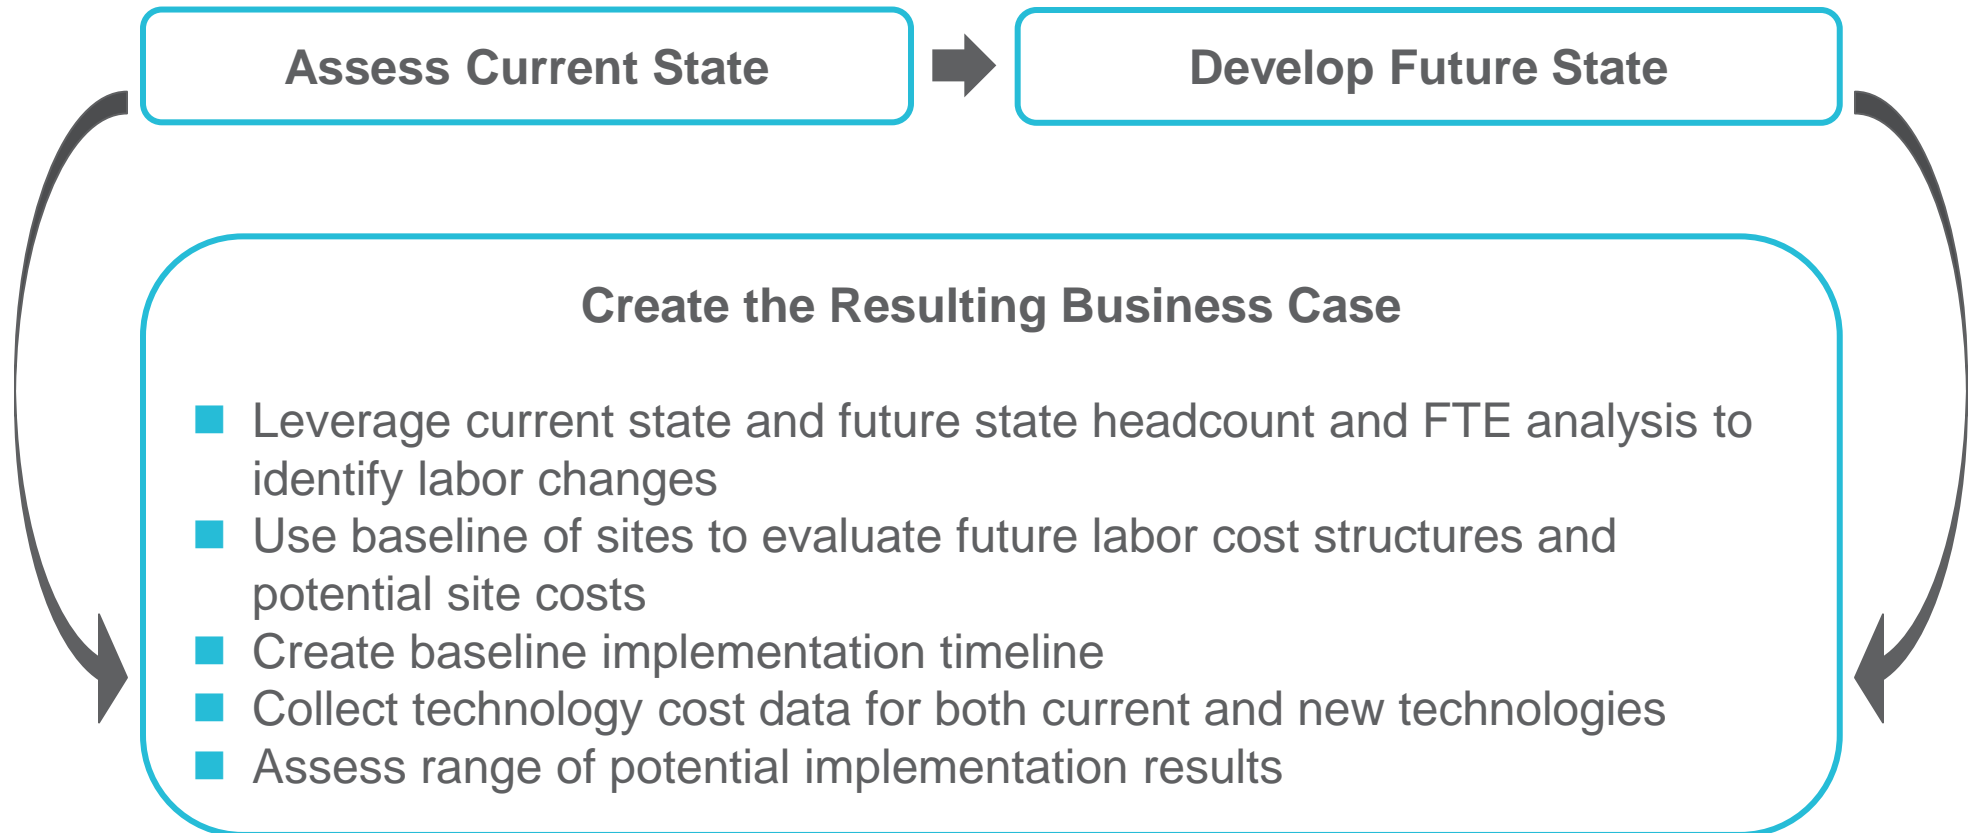 Assess Current State
Develop Future State
Create the Resulting Business Case
Leverage current state and future state headcount and FTE analysis to
identify labor changes
Use baseline of sites to evaluate future labor cost structures and
potential site costs
Create baseline implementation timeline
Collect technology cost data for both current and new technologies
Assess range of potential implementation results